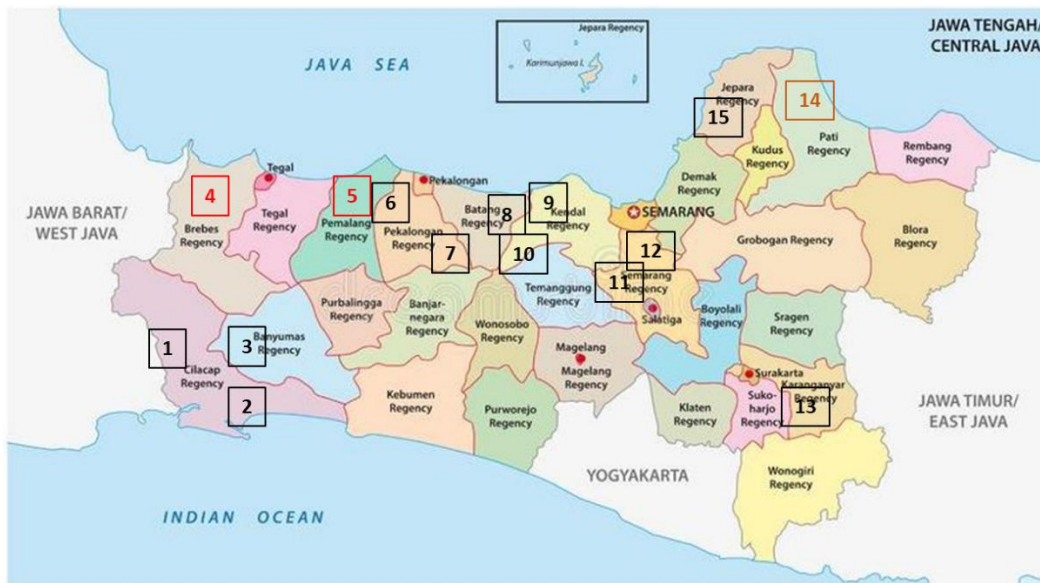 Jepara Regency
Karimunjawa I.
JAWA TENGAH/
CENTRAL JAVA
JAVA SEA
Jepara
Regency
15
14
Kudus
Regency
Pati
Regency
Rembang
Regency
Tegal
4
5
6
Pekalongan
Demak
Regency
JAWA BARAT/
WEST JAVA
Brebes
Regency
Tegal
Regency
Pemalang
Regency
Pekalongan
Regency
Batang
Regency
8
9
Kendal
Regency
SEMARANG
Grobogan Regency
Blora
Regency
7
10
12
11
Semarang
Regency
Temanggung
Regency
Purbalingga
Regency
Banjar-
negara
Regency
Wonosobo
Regency
Salatiga
Boyolali
Regency
Sragen
Regency
1
3
Banyumas
Regency
Cilacap
Regency
2
Kebumen
Regency
Purworejo
Regency
Magelang
Magelang
Regency
Surakarta
Karanganyar
Regency
13
Klaten
Regency
Suko-
harjo
Regency
JAWA TIMUR/
EAST JAVA
YOGYAKARTA
Wonogiri
Regency
INDIAN OCEAN